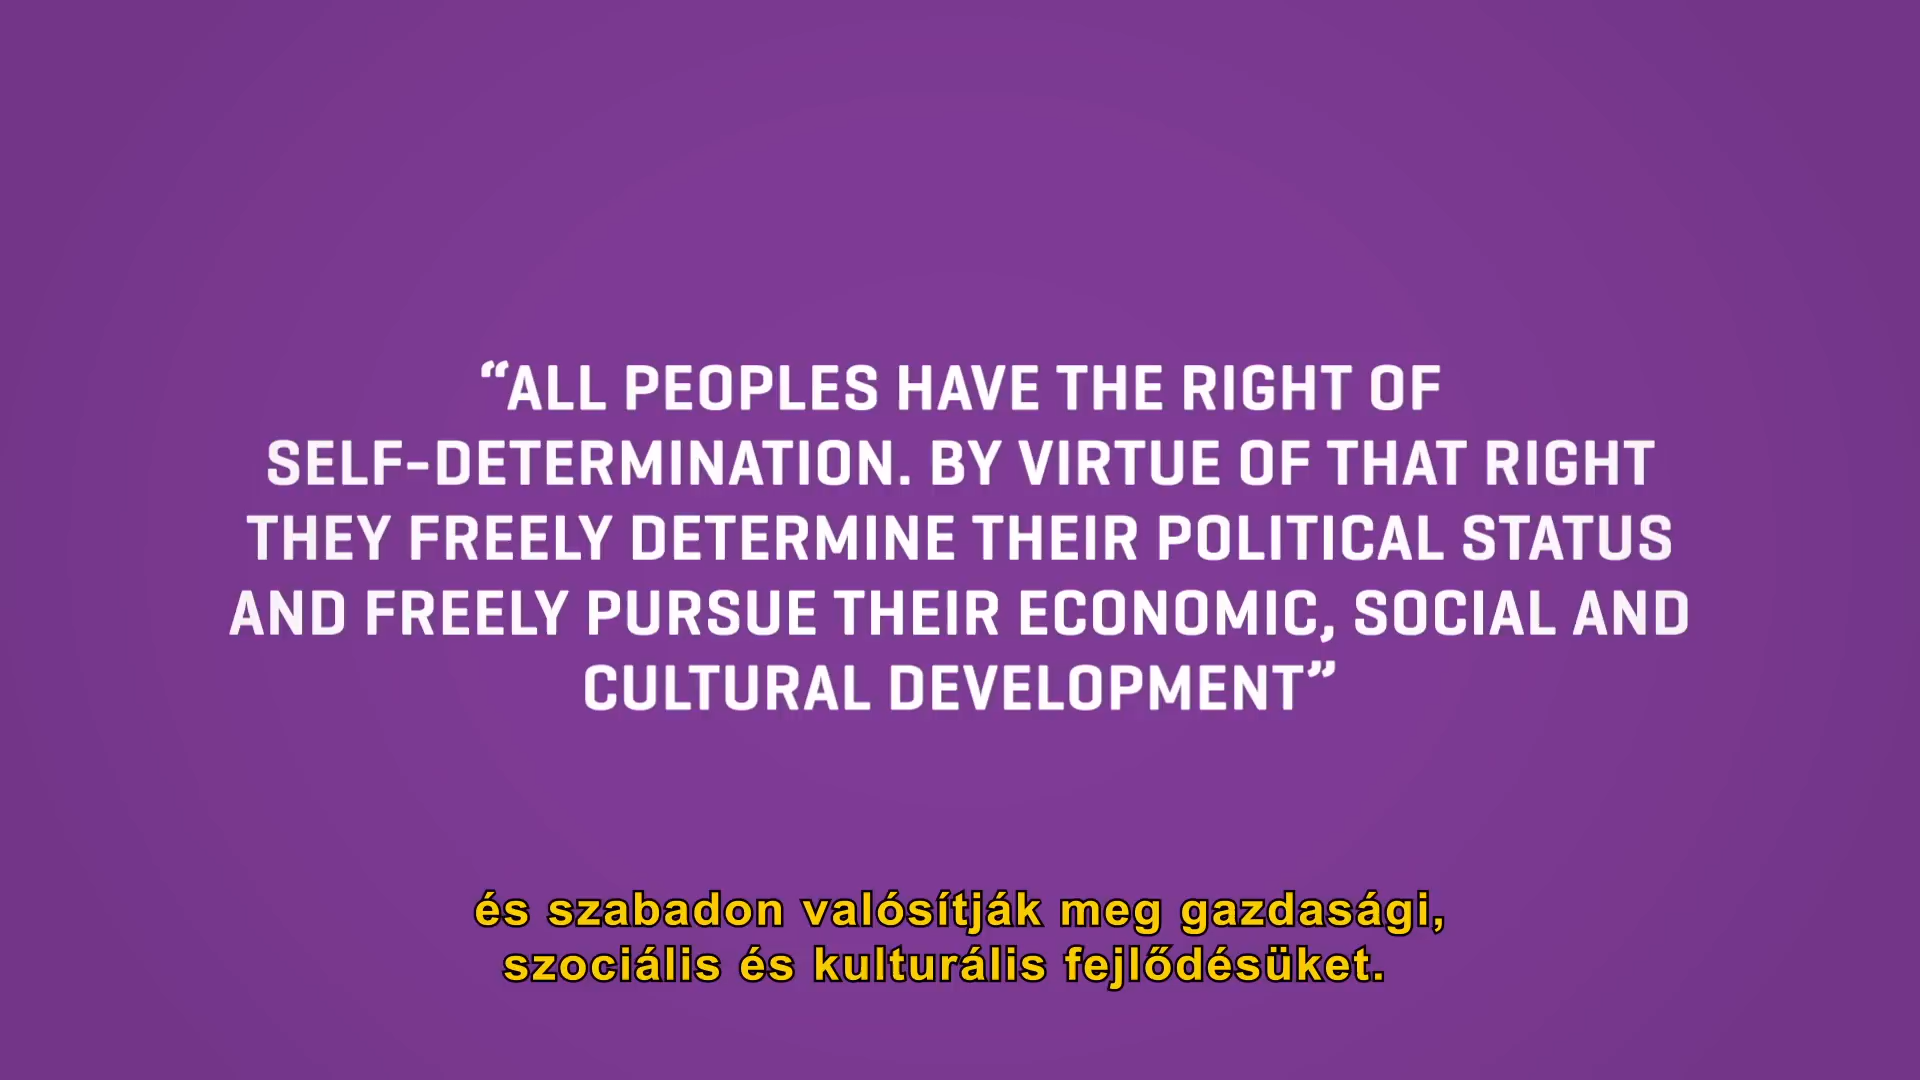 “ALL PEOPLES HAVE THE RIGHT OF
SELF-DETERMINATION. BY VIRTUE OF THAT RIGHT
THEY FREELY DETERMINE THEIR POLITICAL STATUS
AND FREELY PURSUE THEIR ECONOMIC, SOCIAL AND
CULTURAL DEVELOPMENT”
és szabadon valósítják meg gazdasági,
szociális és kulturális fejlődésüket.